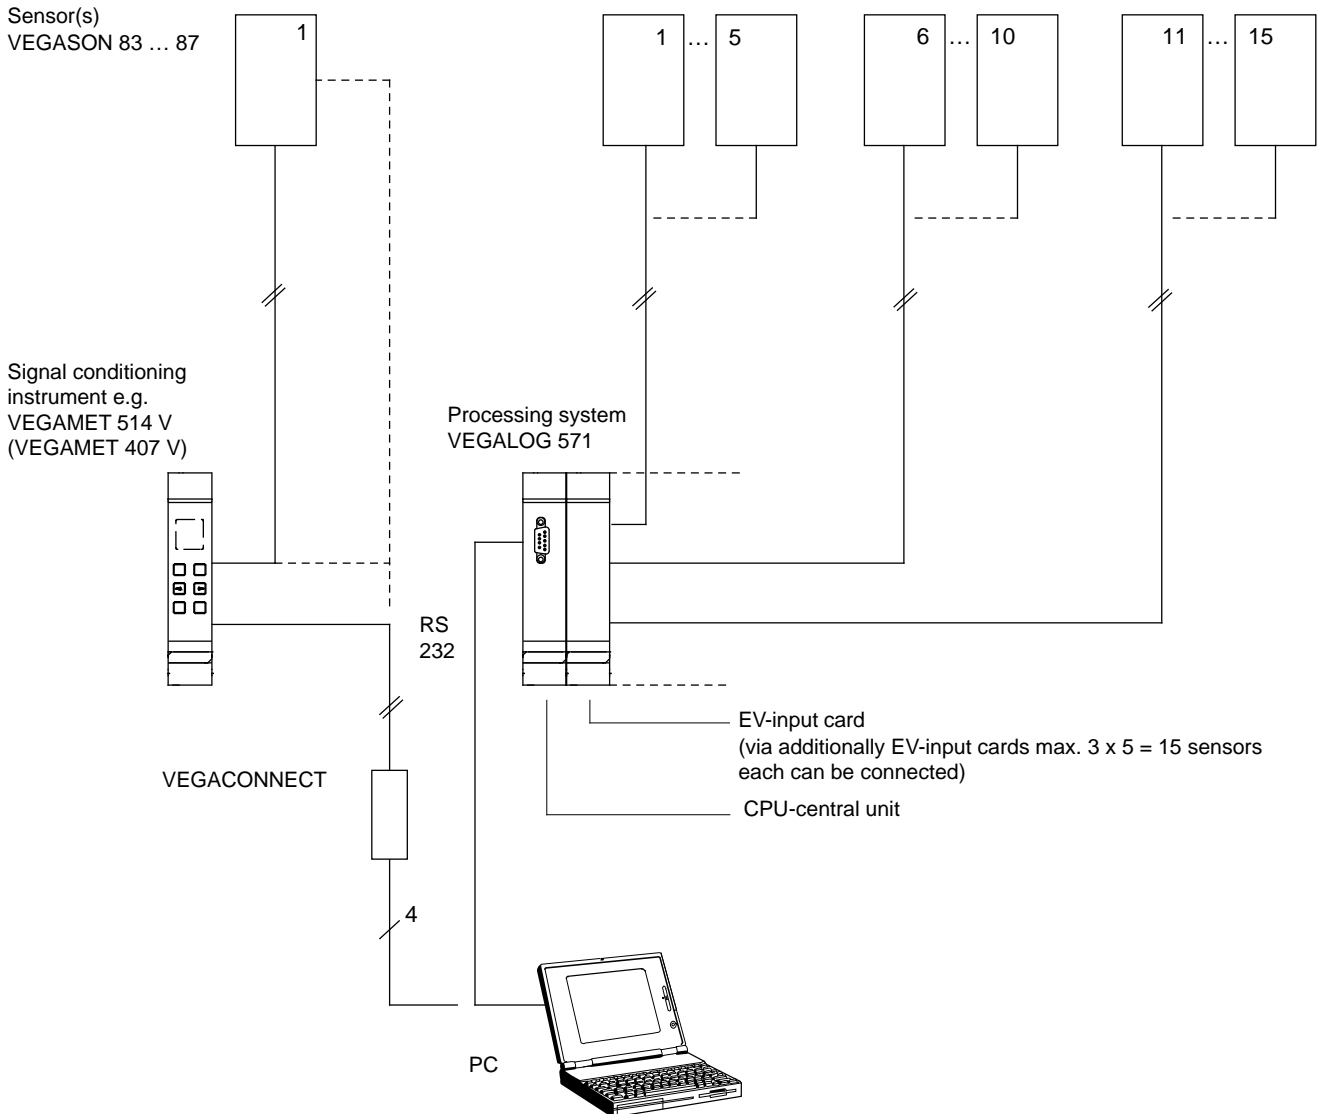 Sensor(s)
VEGASON 83 … 87
1
1 … 5
6 … 10
11 … 15
Signal conditioning
instrument e.g.
VEGAMET 514 V
(VEGAMET 407 V)
Processing system
VEGALOG 571
RS
232
EV-input card
(via additionally EV-input cards max. 3 x 5 = 15 sensors
each can be connected)
CPU-central unit
VEGACONNECT
4
PC